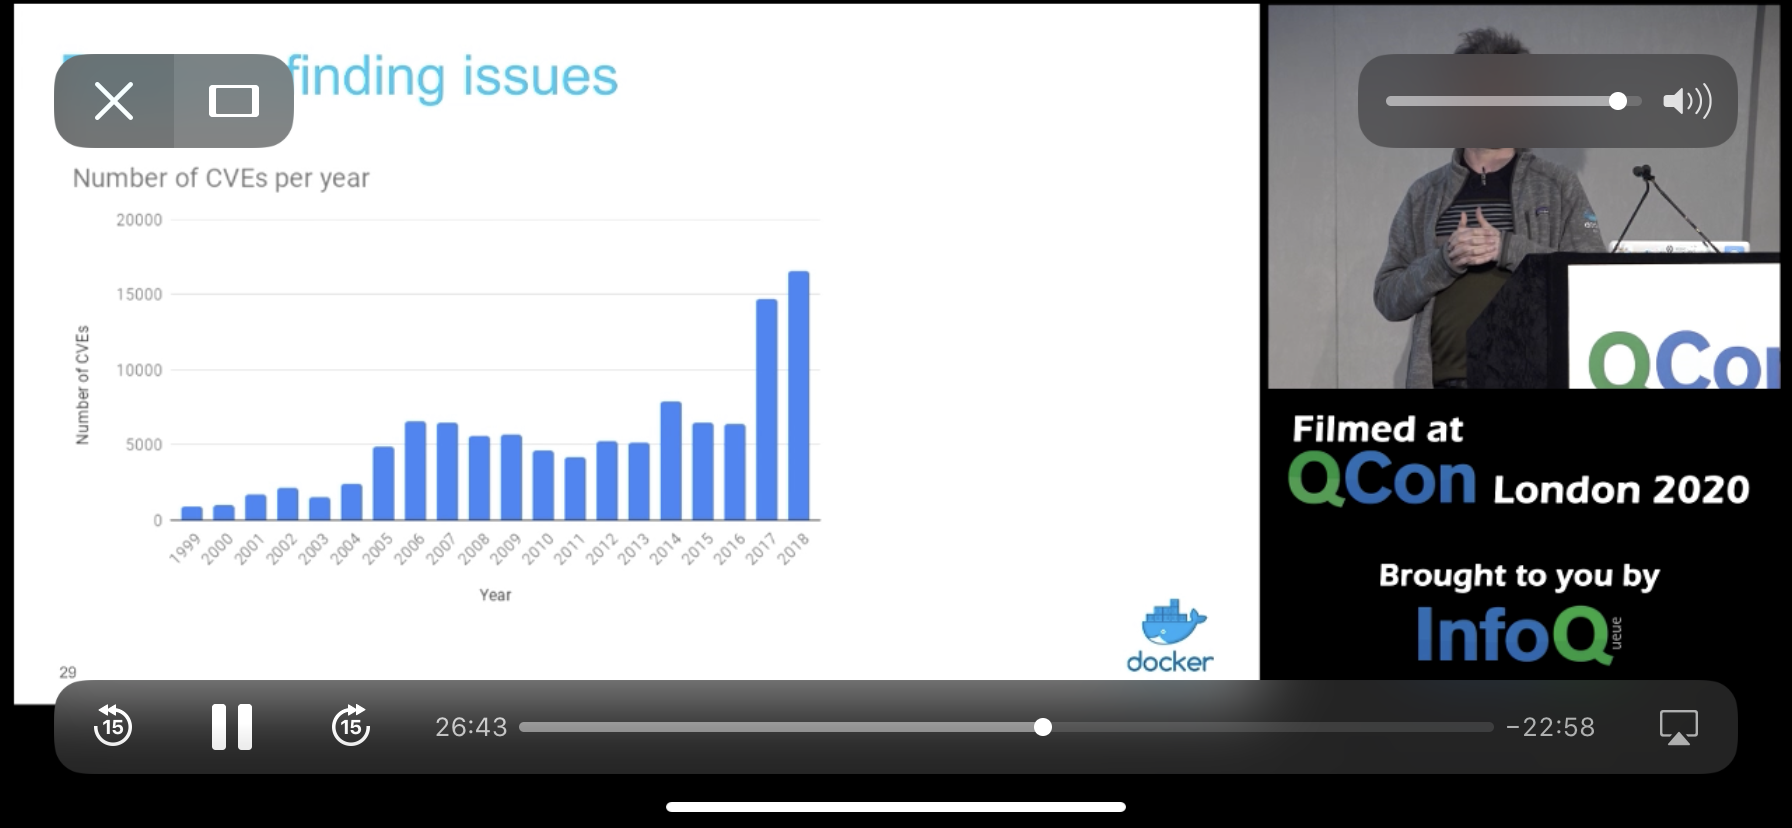 finding issues
Number of CVEs per year
20000
15000
10000
5000
0
Number of CVEs
1999 2000 2001 2002 2003 2004 2005 2006 2007 2008 2009 2010 2011 2012 2013 2014 2015 2016 2017 2018
Year
29
docker
QCon
Filmed at
QCon London 2020
Brought to you by
InfoQ
ueue
15
15
26:43
-22:58